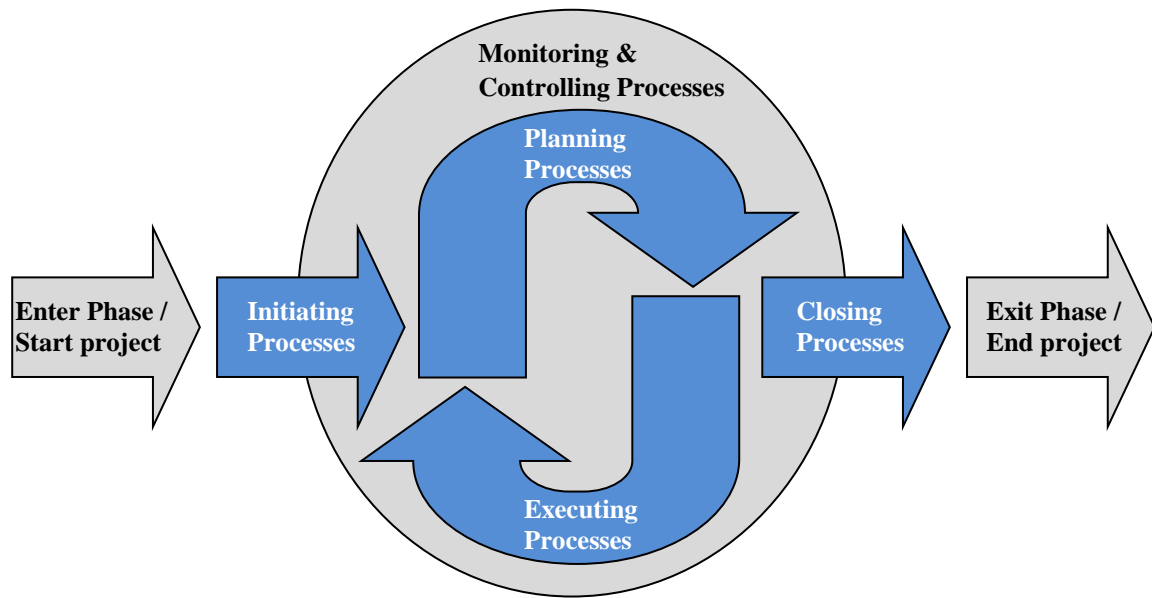 Monitoring &
Controlling Processes
Planning
Processes
Enter Phase /
Start project
Initiating
Processes
Closing
Processes
Exit Phase /
End project
Executing
Processes